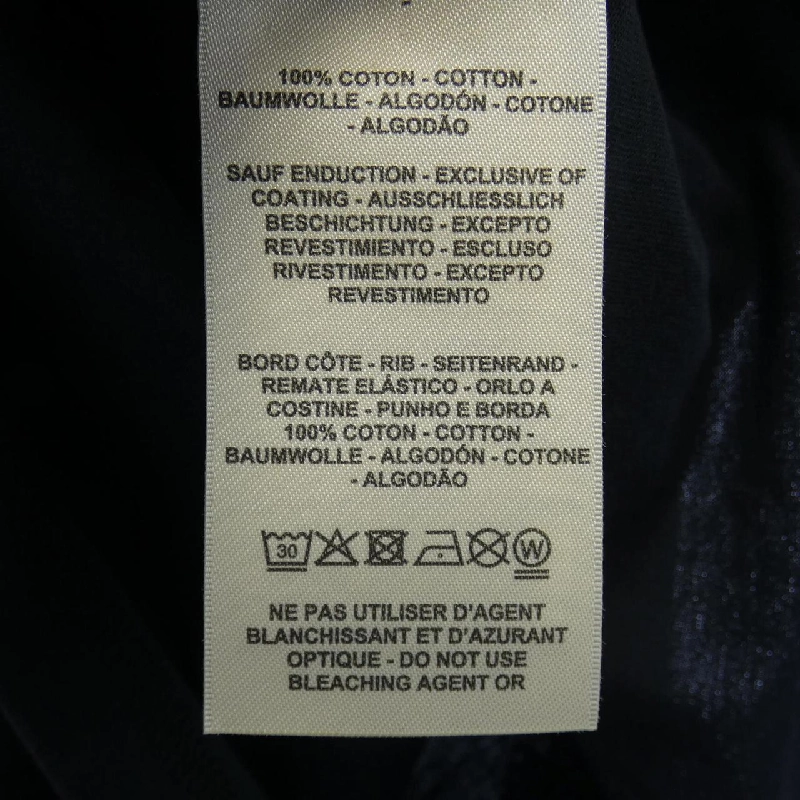 100% COTON - COTTON -
BAUMWOLLE - ALGODÓN - COTONE
- ALGODÃO
SAUF ENDUCTION - EXCLUSIVE OF
COATING - AUSSCHLIESSLICH
BESCHICHTUNG - EXCEPTO
REVESTIMIENTO - ESCLUSO
RIVESTIMENTO - EXCEPTO
REVESTIMENTO
BORD CÔTE - RIB - SEITENRAND -
REMATE ELÁSTICO - ORLO A
COSTINE - PUNHO E BORDA
100% COTON - COTTON -
BAUMWOLLE - ALGODÓN - COTONE
- ALGODÃO
30 W
NE PAS UTILISER D'AGENT
BLANCHISSANT ET D'AZURANT
OPTIQUE - DO NOT USE
BLEACHING AGENT OR